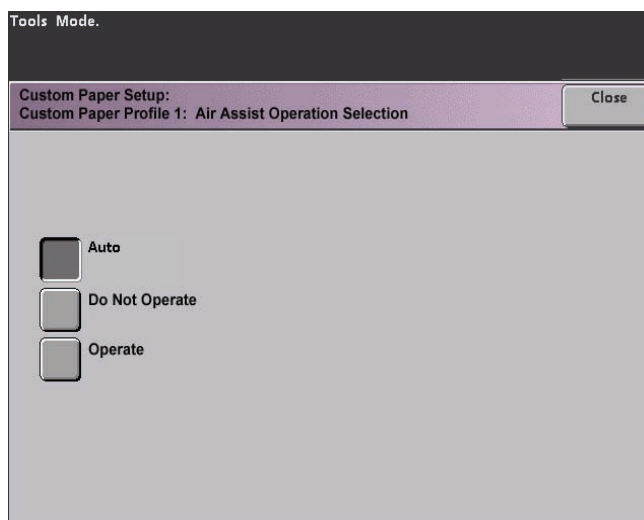 Tools Mode.
Custom Paper Setup:
Custom Paper Profile 1: Air Assist Operation Selection
Close
Auto
Do Not Operate
Operate